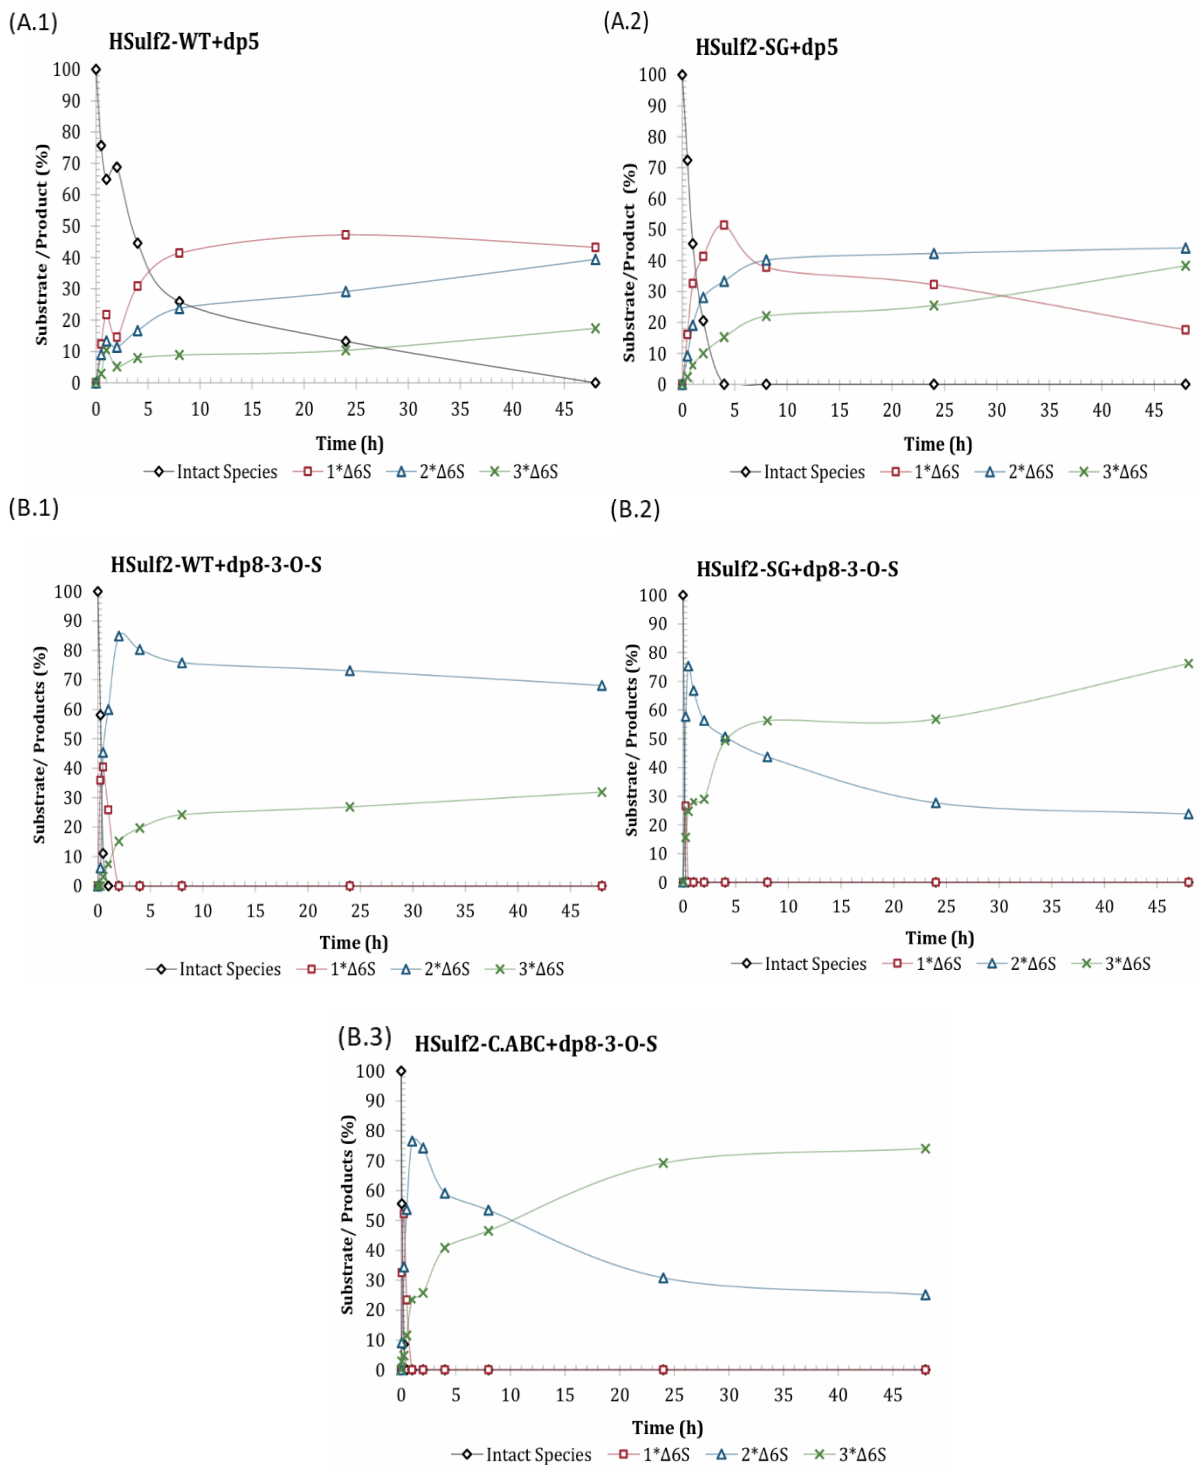 (A.1)
HSulf2-WT+dp5
Substrate /Product (%)
100
90
80
70
60
50
40
30
20
10
0
0 5 10 15 20 25 30 35 40 45
Time (h)
Intact Species 1*Δ6S 2*Δ6S 3*Δ6S
(A.2)
HSulf2-SG+dp5
Substrate/Product (%)
100
90
80
70
60
50
40
30
20
10
0
0 5 10 15 20 25 30 35 40 45
Time (h)
Intact Species 1*Δ6S 2*Δ6S 3*Δ6S
(B.1)
HSulf2-WT+dp8-3-O-S
Substrate/ Products (%)
100
90
80
70
60
50
40
30
20
10
0
0 5 10 15 20 25 30 35 40 45
Time (h)
Intact Species 1*Δ6S 2*Δ6S 3*Δ6S
(B.2)
HSulf2-SG+dp8-3-O-S
Substrate/ Products (%)
100
90
80
70
60
50
40
30
20
10
0
0 5 10 15 20 25 30 35 40 45
Time (h)
Intact Species 1*Δ6S 2*Δ6S 3*Δ6S
(B.3)
HSulf2-C.ABC+dp8-3-O-S
Substrate/ Products (%)
100
90
80
70
60
50
40
30
20
10
0
0 5 10 15 20 25 30 35 40 45
Time (h)
Intact Species 1*Δ6S 2*Δ6S 3*Δ6S